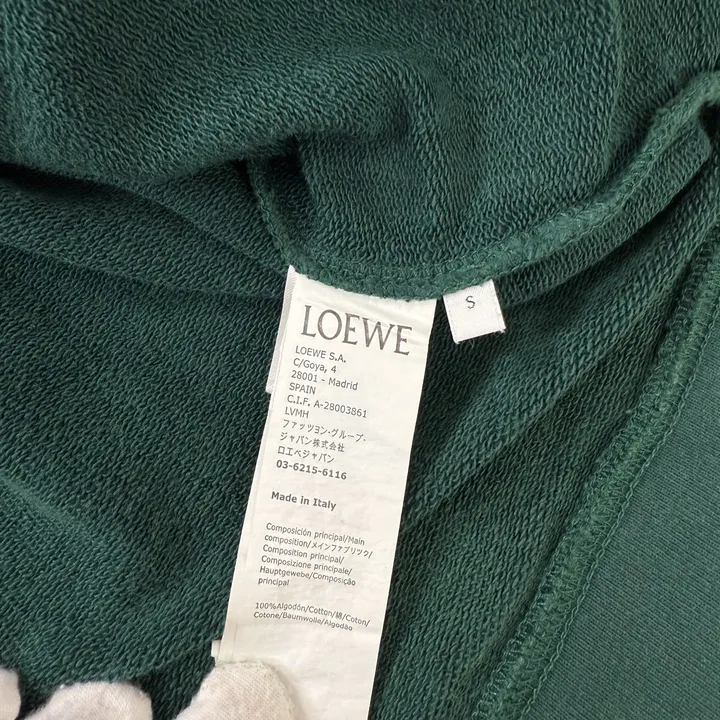 S
LOEWE
LOEWE S.A.
C/Goya, 4
28001 - Madrid
SPAIN
C.I.F. A-28003861
LVMH
ファッツョン・グループ・
ジャパン株式会社
ロエベジャパン
03-6215-6116
Made in Italy
Composición principal/Main
composition/メインファブリック/
Composition principal/
Composizione principale/
Hauptgewebe/Composição
principal
100%Algodón/Cotton/綿/Coton/
Cotone/Baumwolle/Algodão